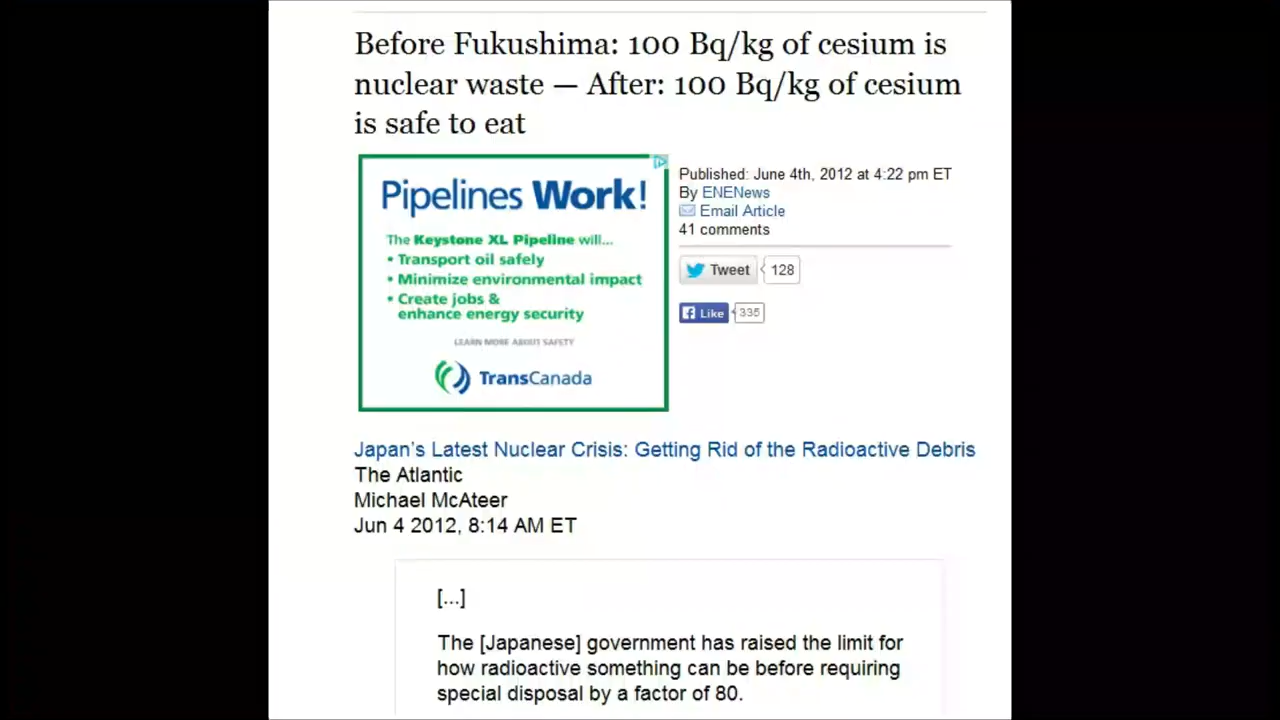 Before Fukushima: 100 Bq/kg of cesium is
nuclear waste — After: 100 Bq/kg of cesium
is safe to eat
Pipelines Work!
The Keystone XL Pipeline will...
• Transport oil safely
• Minimize environmental impact
• Create jobs &
enhance energy security
LEARN MORE ABOUT SAFETY
TransCanada
Published: June 4th, 2012 at 4:22 pm ET
By ENENews
Email Article
41 comments
Tweet 128
Like 335
Japan's Latest Nuclear Crisis: Getting Rid of the Radioactive Debris
The Atlantic
Michael McAteer
Jun 4 2012, 8:14 AM ET
[...]
The [Japanese] government has raised the limit for
how radioactive something can be before requiring
special disposal by a factor of 80.